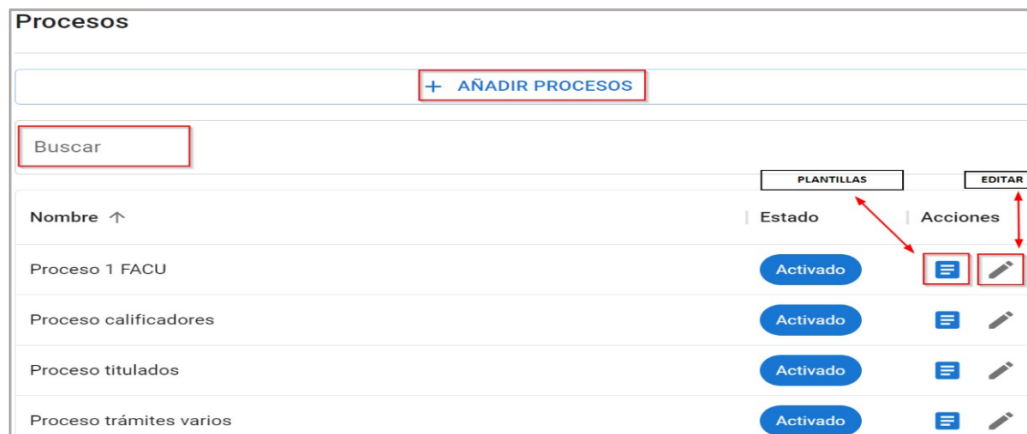 Procesos
+ AÑADIR PROCESOS
Buscar
PLANTILLAS EDITAR
Nombre ↑ Estado Acciones
Proceso 1 FACU Activado
Proceso calificadores Activado
Proceso titulados Activado
Proceso trámites varios Activado